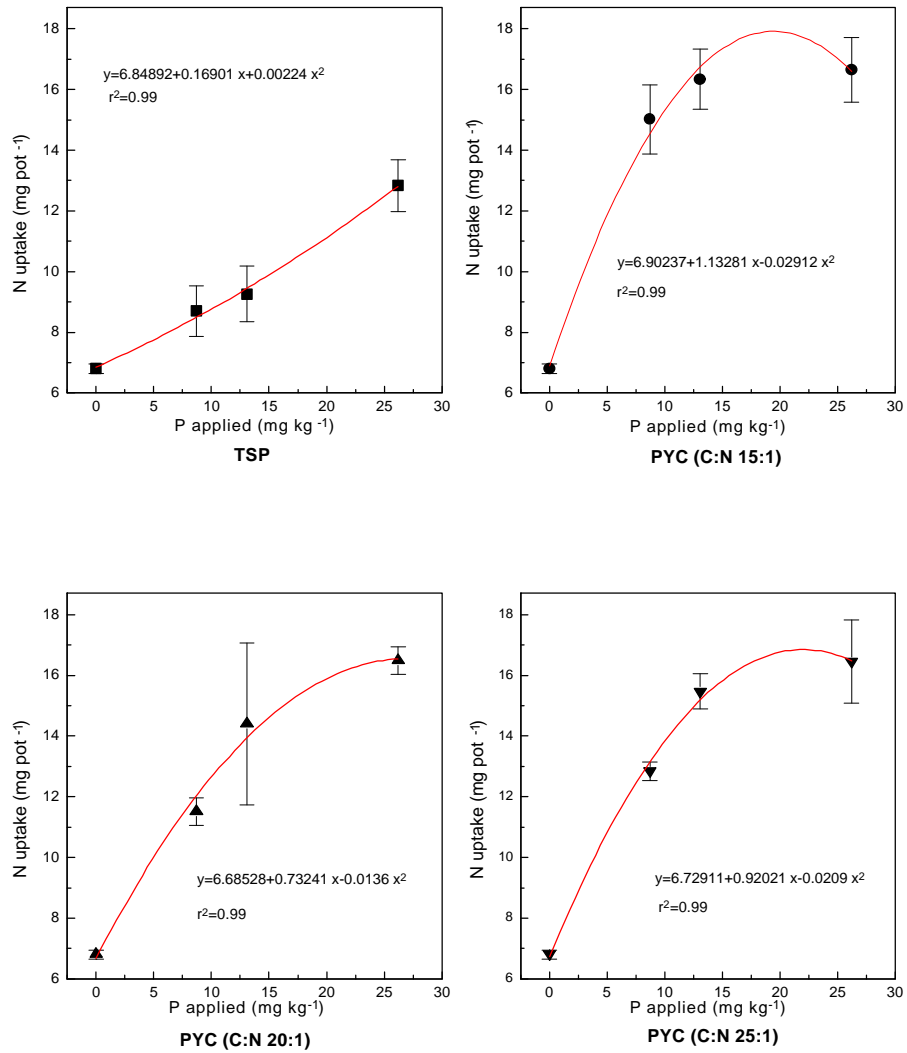 18
16
14
12
10
8
6
N uptake (mg pot -1)
y=6.84892+0.16901 x+0.00224 x2
r2=0.99
0 5 10 15 20 25 30
P applied (mg kg-1)
TSP
18
16
14
12
10
8
6
N uptake (mg pot -1)
y=6.90237+1.13281 x-0.02912 x2
r2=0.99
0 5 10 15 20 25 30
P applied (mg kg-1)
PYC (C:N 15:1)
18
16
14
12
10
8
6
N uptake (mg pot -1)
y=6.68528+0.73241 x-0.0136 x2
r2=0.99
0 5 10 15 20 25 30
P applied (mg kg-1)
PYC (C:N 20:1)
18
16
14
12
10
8
6
N uptake (mg pot -1)
y=6.72911+0.92021 x-0.0209 x2
r2=0.99
0 5 10 15 20 25 30
P applied (mg kg-1)
PYC (C:N 25:1)